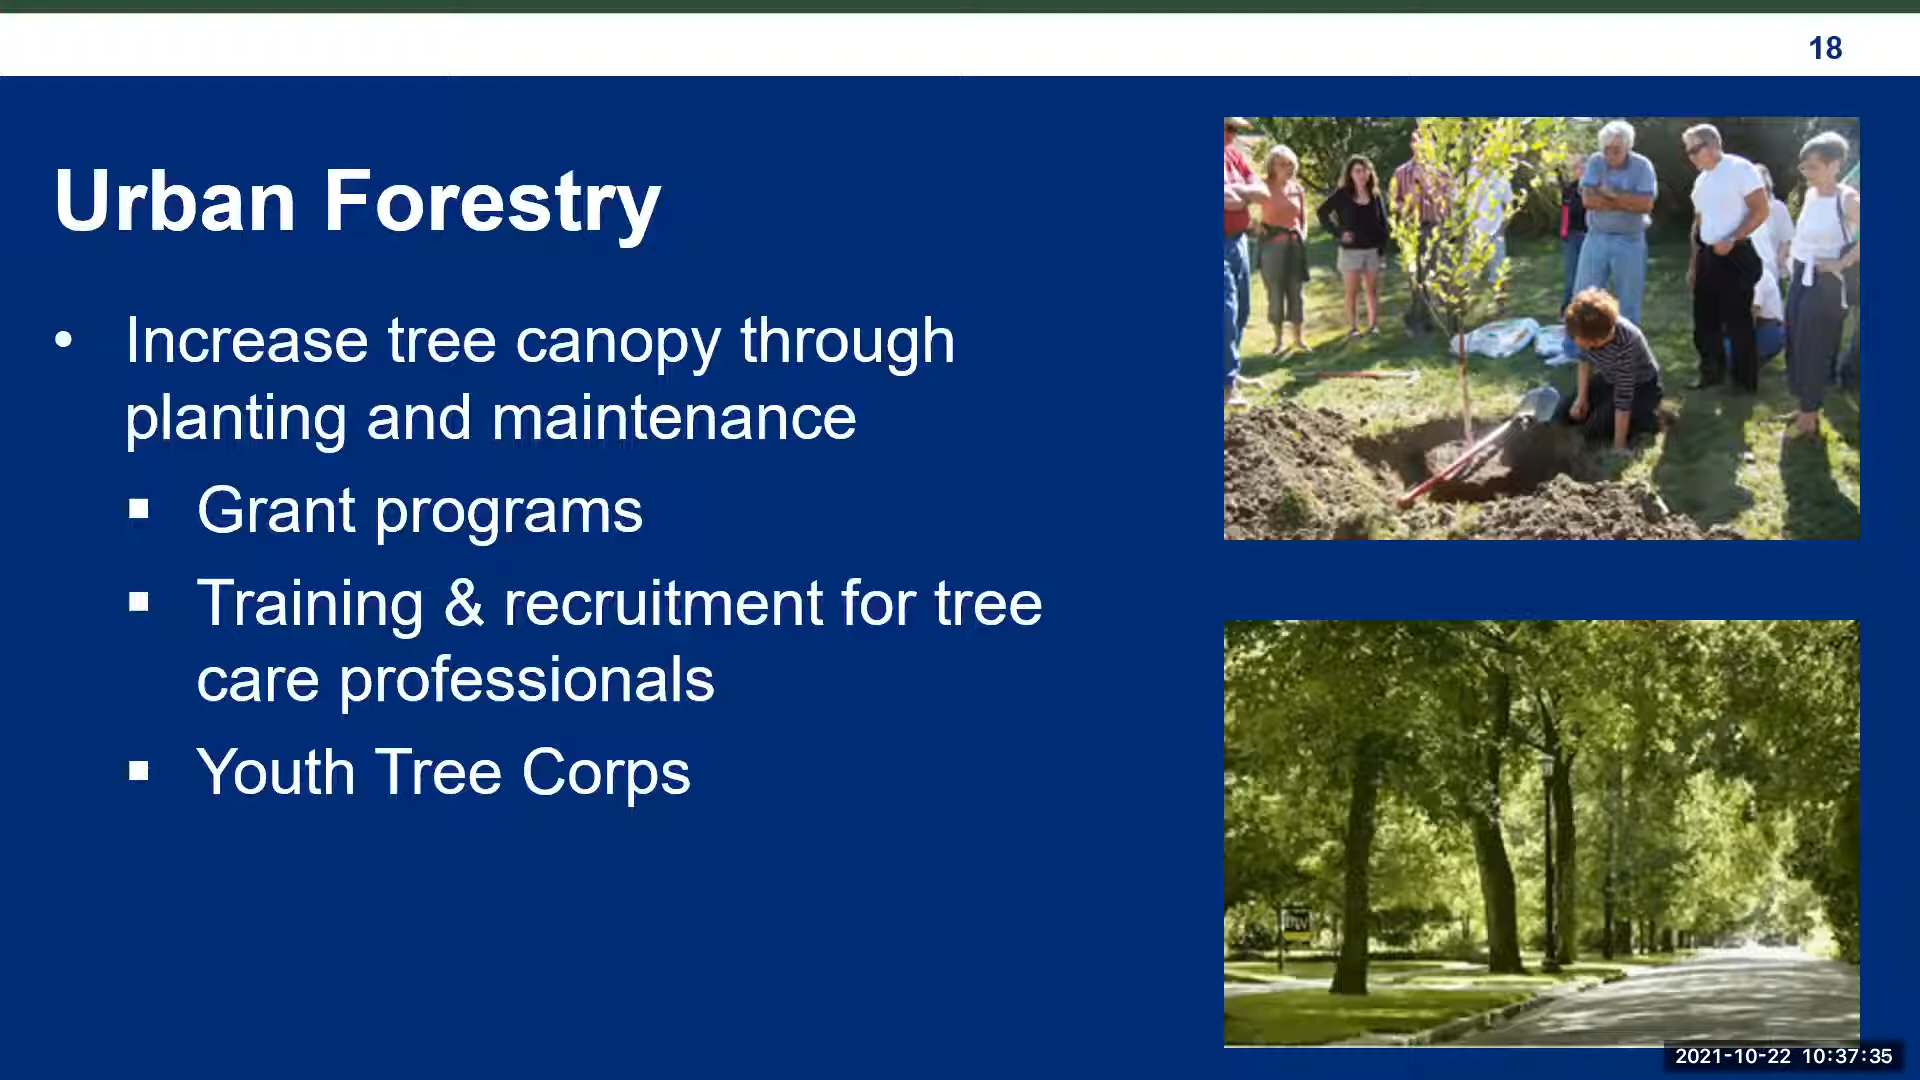 18
Urban Forestry
• Increase tree canopy through
planting and maintenance
▪ Grant programs
▪ Training & recruitment for tree
care professionals
▪ Youth Tree Corps
2021-10-22 10:37:35